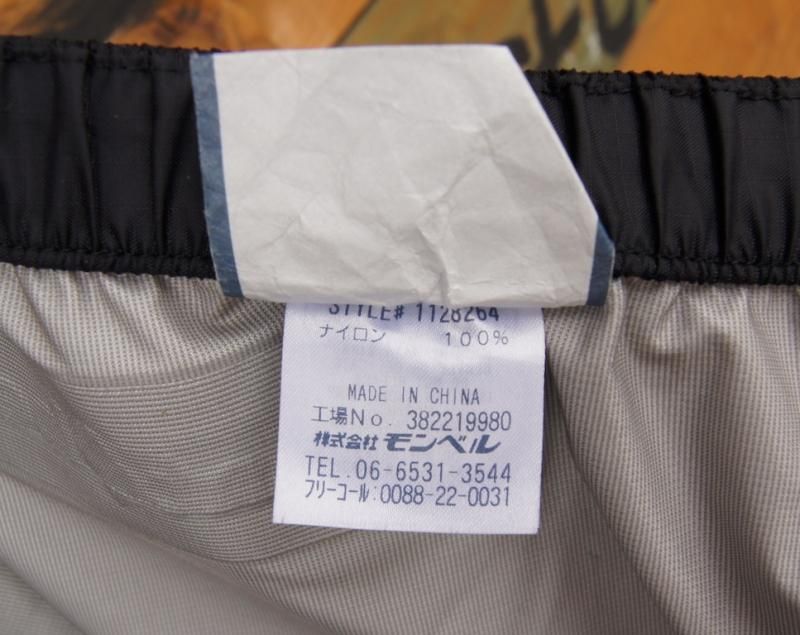 STYLE# 1128264
ナイロン 100%
MADE IN CHINA
工場No. 382219980
株式会社 モンベル
TEL.06-6531-3544
フリーコール:0088-22-0031